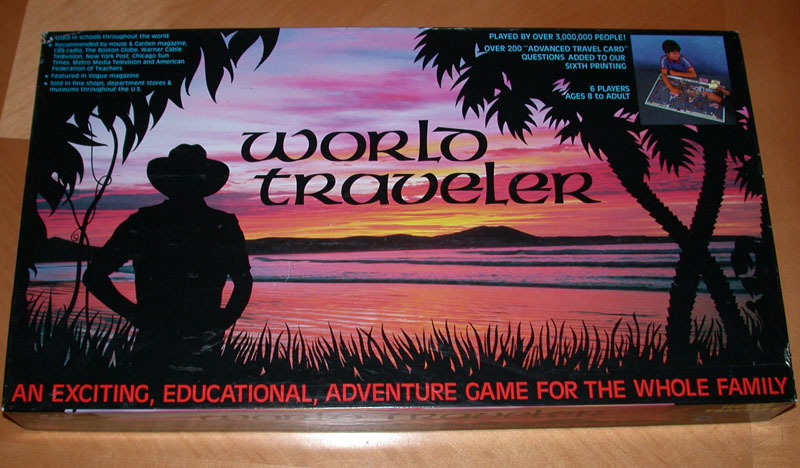 • Used in schools throughout the world
• Recommended by House & Garden magazine,
CBS radio, The Boston Globe, Warner Cable
Television, New York Post, Chicago Sun
Times, Metro Media Television and American
Federation of Teachers
• Featured in Vogue magazine
• Sold in fine shops, department stores &
museums throughout the U.S.
PLAYED BY OVER 3,000,000 PEOPLE!
OVER 200 "ADVANCED TRAVEL CARD"
QUESTIONS ADDED TO OUR
SIXTH PRINTING
6 PLAYERS
AGES 8 to ADULT
WORLD
TRAVELER
AN EXCITING, EDUCATIONAL, ADVENTURE GAME FOR THE WHOLE FAMILY
WORLD TRAVELER